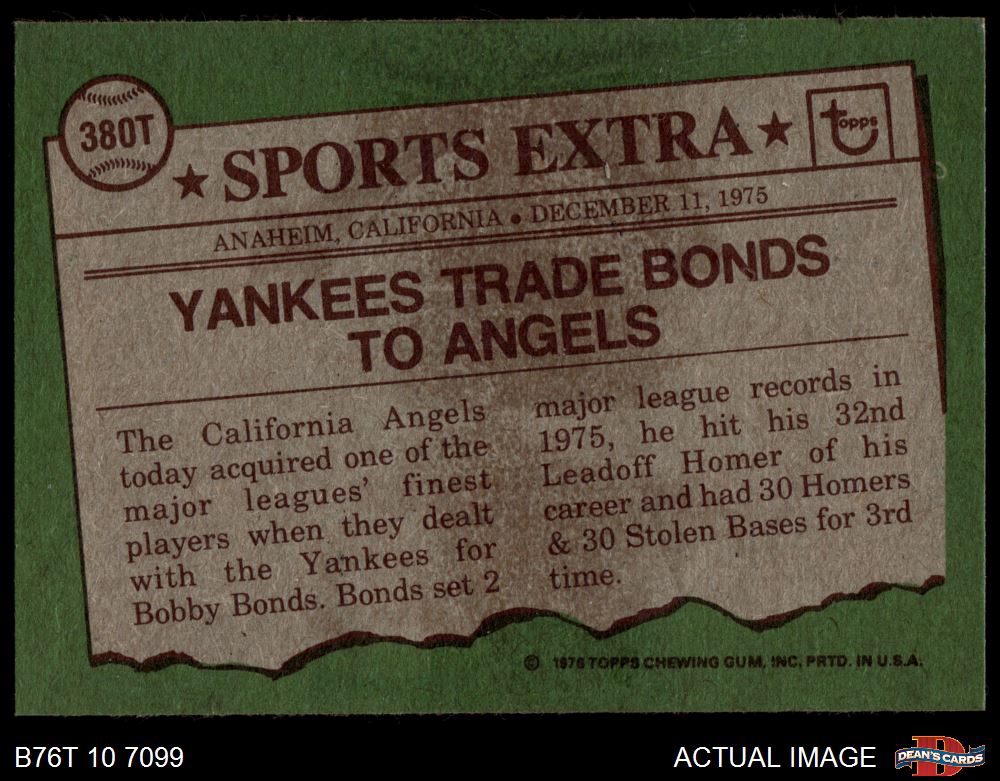 380T
★ SPORTS EXTRA ★
topps
ANAHEIM, CALIFORNIA • DECEMBER 11, 1975
YANKEES TRADE BONDS
TO ANGELS
The California Angels
today acquired one of the
major leagues' finest
players when they dealt
with the Yankees for
Bobby Bonds. Bonds set 2
major league records in
1975, he hit his 32nd
Leadoff Homer of his
career and had 30 Homers
& 30 Stolen Bases for 3rd
time.
© 1976 TOPPS CHEWING GUM, INC. PRTD. IN U.S.A.
B76T 10 7099
ACTUAL IMAGE
D
DEAN'S CARDS